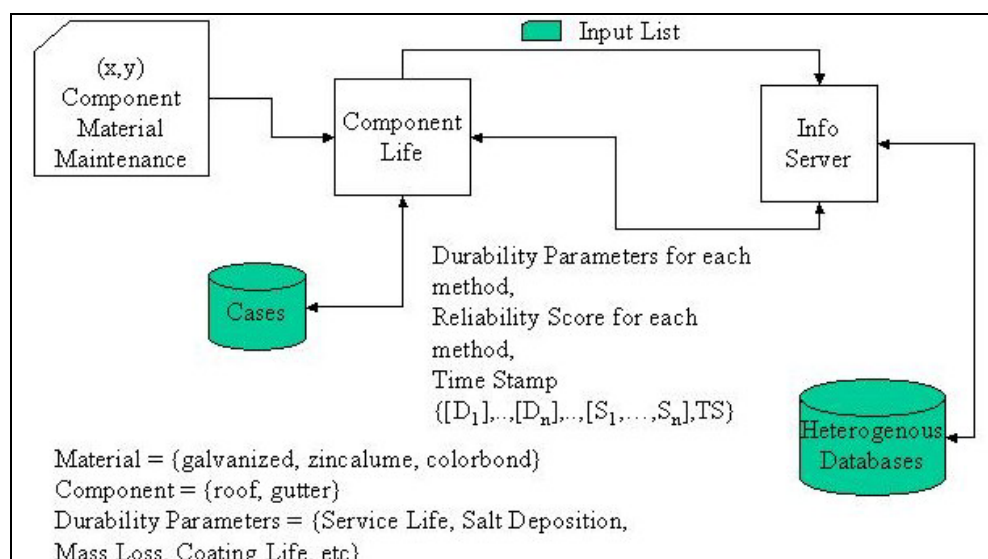 Input List
(x,y)
Component
Material
Maintenance
Component
Life
Info
Server
Cases
Durability Parameters for each
method,
Reliability Score for each
method,
Time Stamp
{[D₁],..,[Dₙ],..,[S₁,...,Sₙ],TS}
Heterogenous
Databases
Material = {galvanized, zincalume, colorbond}
Component = {roof, gutter}
Durability Parameters = {Service Life, Salt Deposition,
Mass Loss, Coating Life, etc}